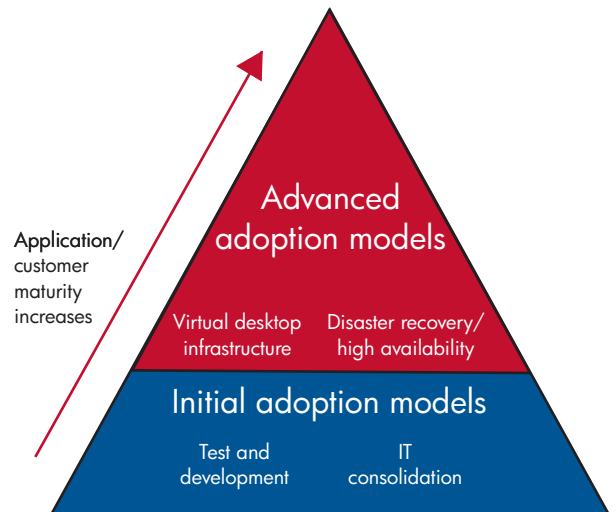 Advanced
adoption models
Application/
customer
maturity
increases
Virtual desktop
infrastructure
Disaster recovery/
high availability
Initial adoption models
Test and
development
IT
consolidation